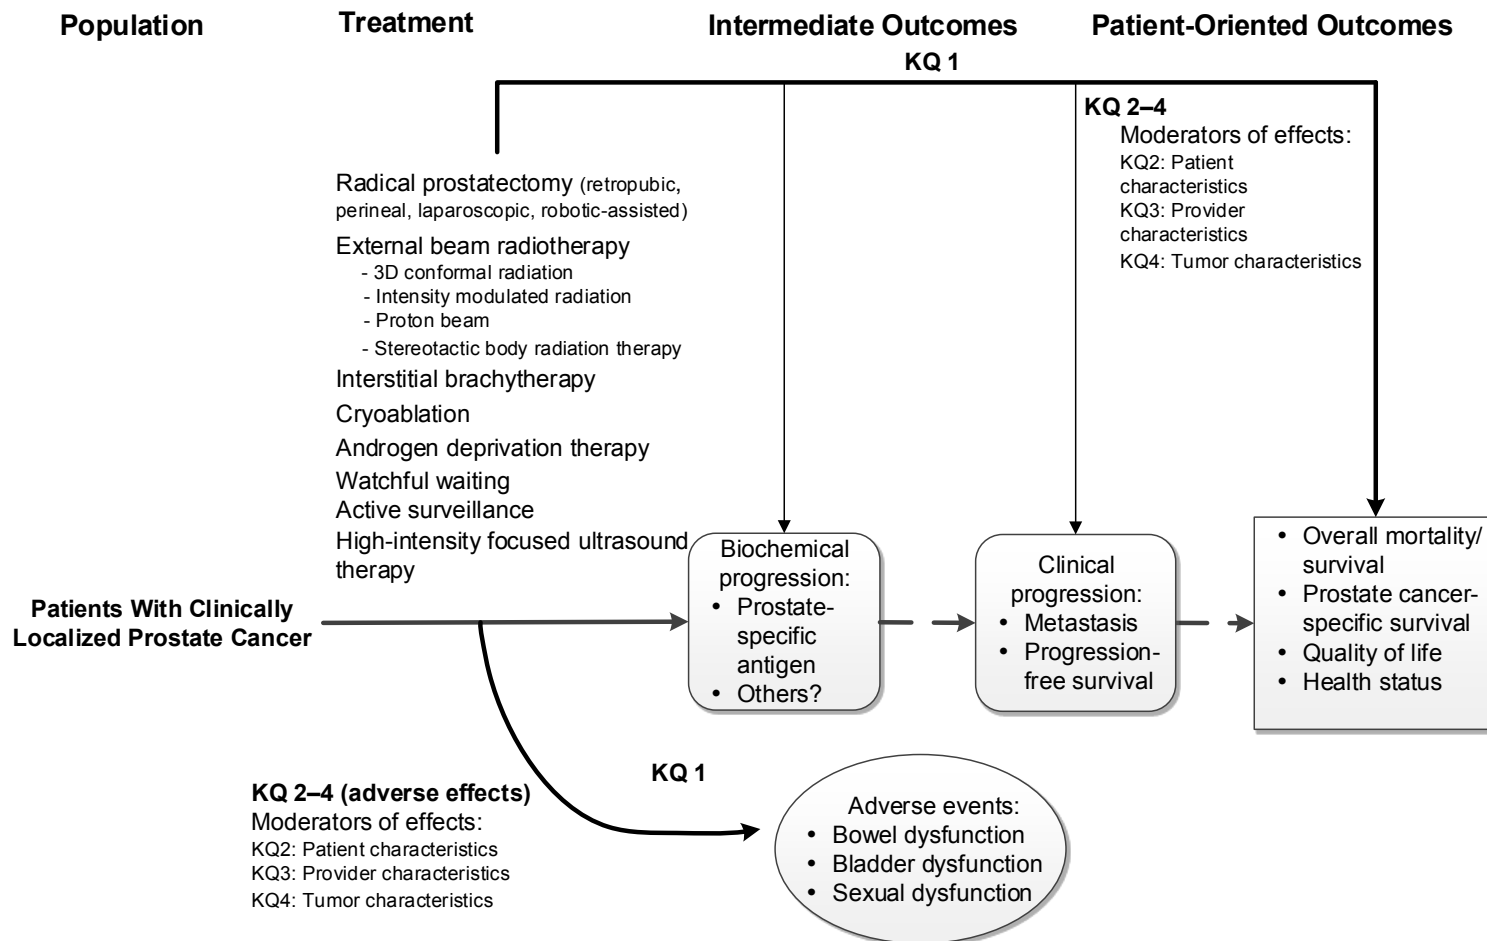 Population
Treatment
Intermediate Outcomes
Patient-Oriented Outcomes
KQ 1
KQ 2–4
Moderators of effects:
KQ2: Patient
characteristics
KQ3: Provider
characteristics
KQ4: Tumor characteristics
Radical prostatectomy (retropubic,
perineal, laparoscopic, robotic-assisted)
External beam radiotherapy
- 3D conformal radiation
- Intensity modulated radiation
- Proton beam
- Stereotactic body radiation therapy
Interstitial brachytherapy
Cryoablation
Androgen deprivation therapy
Watchful waiting
Active surveillance
High-intensity focused ultrasound
therapy
Patients With Clinically
Localized Prostate Cancer
Biochemical
progression:
• Prostate-
specific
antigen
• Others?
Clinical
progression:
• Metastasis
• Progression-
free survival
• Overall mortality/
survival
• Prostate cancer-
specific survival
• Quality of life
• Health status
KQ 1
KQ 2–4 (adverse effects)
Moderators of effects:
KQ2: Patient characteristics
KQ3: Provider characteristics
KQ4: Tumor characteristics
Adverse events:
• Bowel dysfunction
• Bladder dysfunction
• Sexual dysfunction